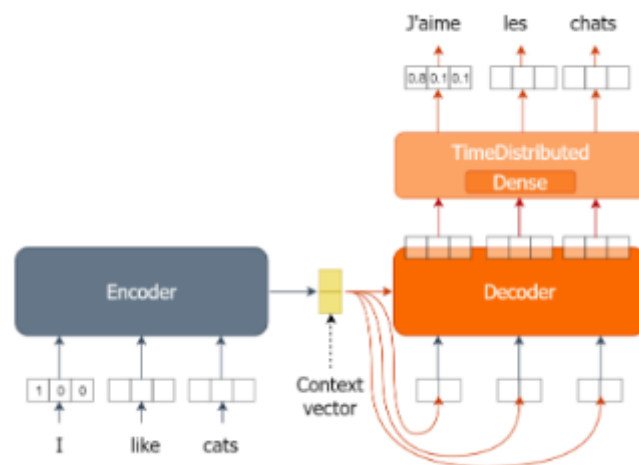 J'aime les chats
0.8 0.1 0.1
TimeDistributed
Dense
Encoder
Decoder
1 0 0
Context
vector
I like cats